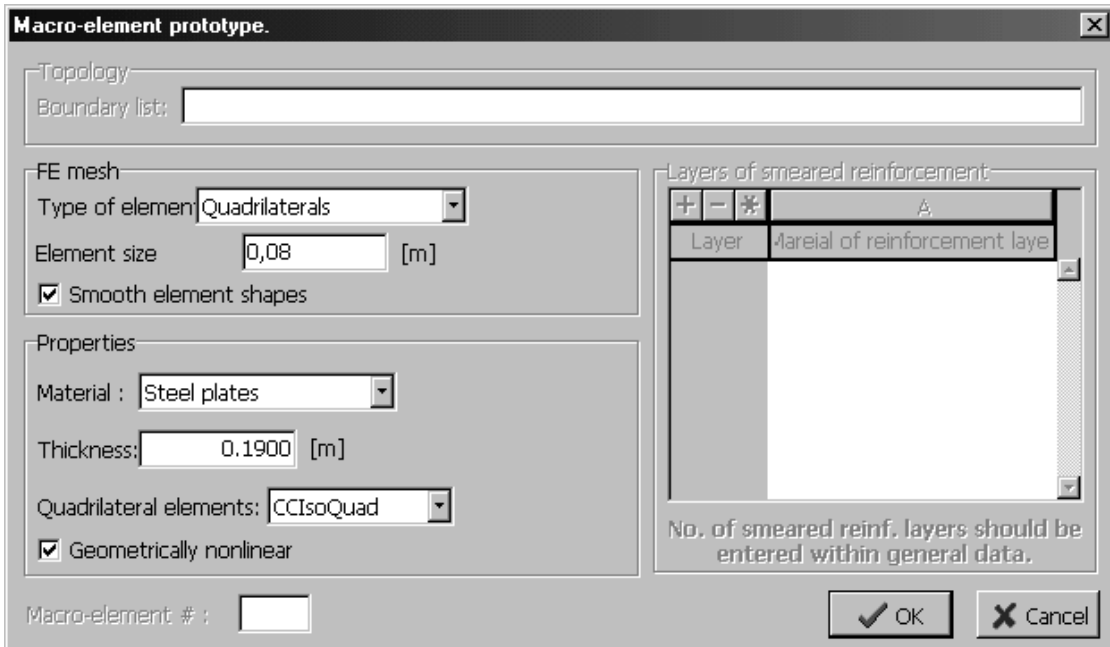 Macro-element prototype.
Topology
Boundary list:
FE mesh
Type of element Quadrilaterals
Element size 0,08 [m]
Smooth element shapes
Properties
Material : Steel plates
Thickness: 0.1900 [m]
Quadrilateral elements: CCIsoQuad
Geometrically nonlinear
Layers of smeared reinforcement
+ - * A
Layer Mareial of reinforcement laye
No. of smeared reinf. layers should be
entered within general data.
Macro-element # :
OK
Cancel